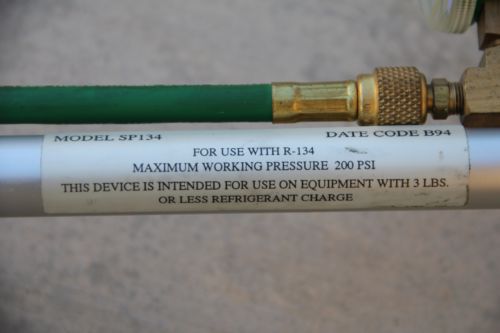 MODEL SP134 DATE CODE B94
FOR USE WITH R-134
MAXIMUM WORKING PRESSURE 200 PSI
THIS DEVICE IS INTENDED FOR USE ON EQUIPMENT WITH 3 LBS.
OR LESS REFRIGERANT CHARGE